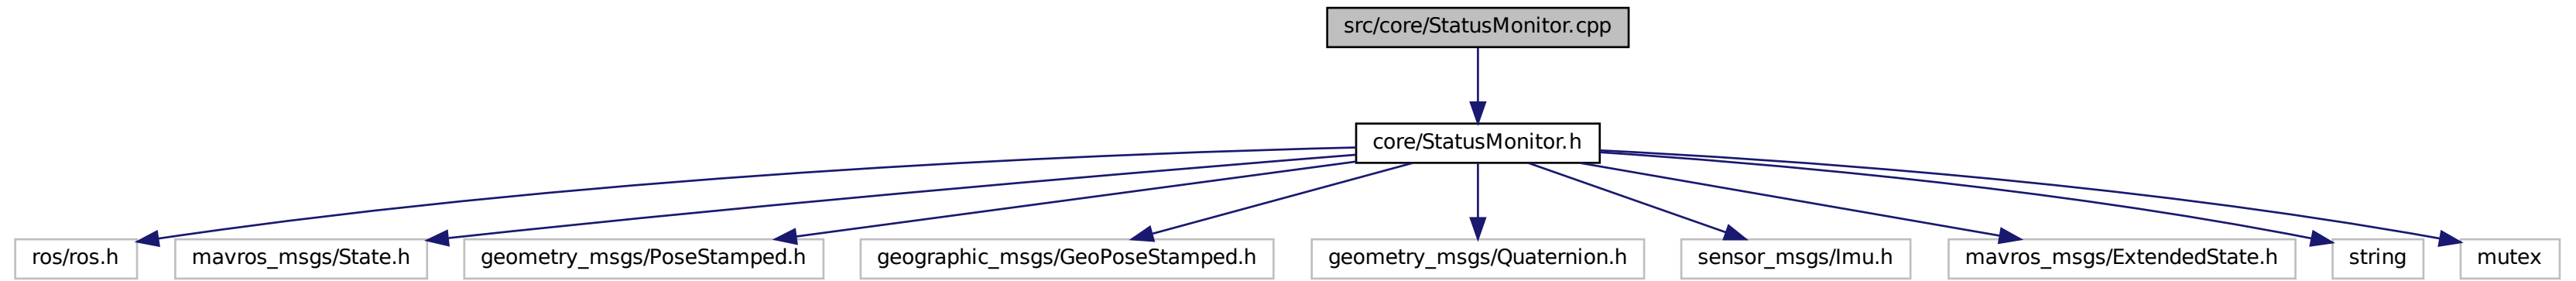 src/core/StatusMonitor.cpp
core/StatusMonitor.h
ros/ros.h
mavros_msgs/State.h
geometry_msgs/PoseStamped.h
geographic_msgs/GeoPoseStamped.h
geometry_msgs/Quaternion.h
sensor_msgs/Imu.h
mavros_msgs/ExtendedState.h
string
mutex